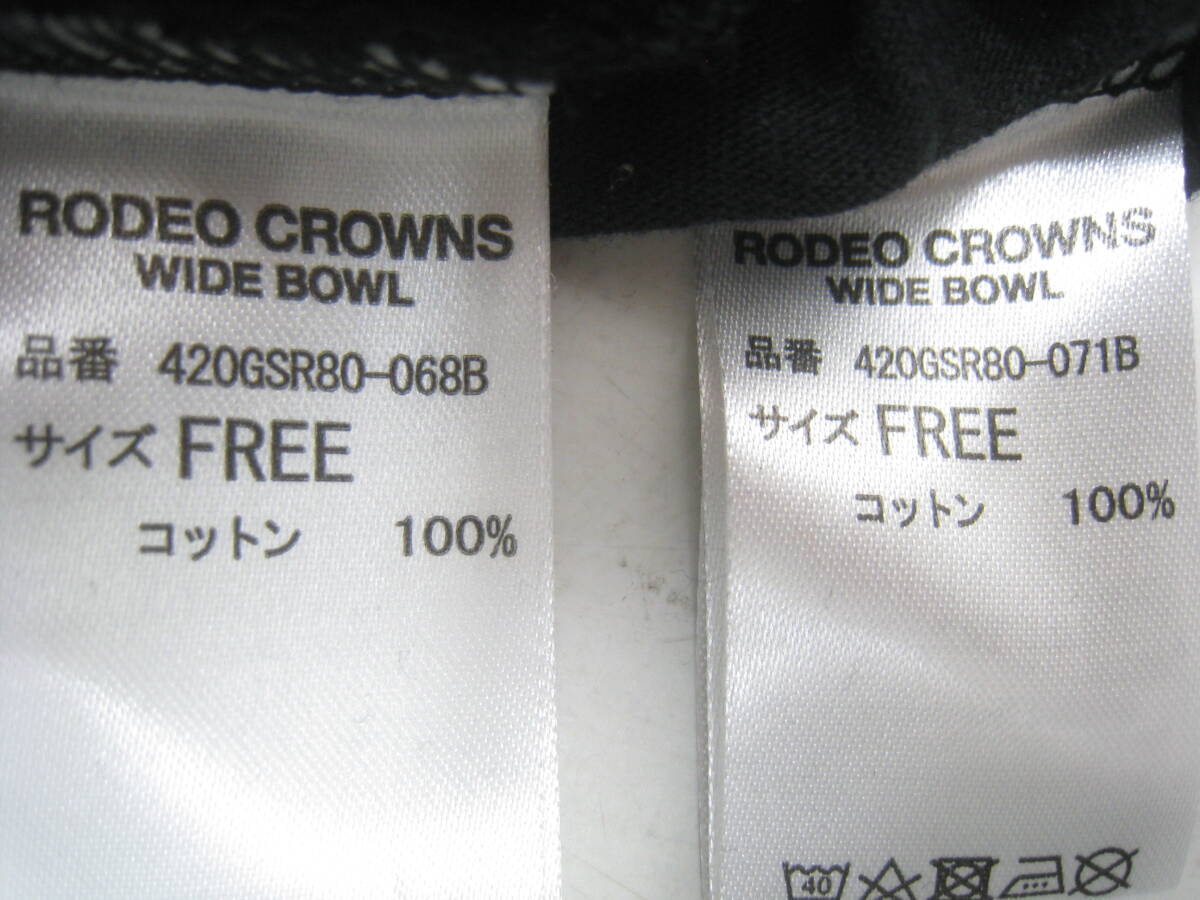 RODEO CROWNS
WIDE BOWL
品番 420GSR80-068B
サイズ FREE
コットン 100%
RODEO CROWNS
WIDE BOWL
品番 420GSR80-071B
サイズ FREE
コットン 100%
40